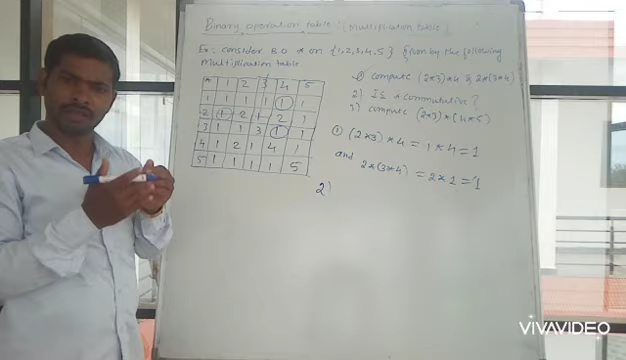 Binary operation table : (Multiplication table)
Ex: consider B.O * on {1,2,3,4,5} given by the following
multiplication table
* 1 2 3 4 5
1 1 1 1 1 1
2 1 2 1 2 1
3 1 1 3 1 1
4 1 2 1 4 1
5 1 1 1 1 5
1) compute (2*3)*4 & 2*(3*4)
2) Is * commutative?
3) compute (2*3)*(4*5)
① (2*3)*4 = 1*4=1
and
2*(3*4) = 2*1='1
2)
VIVAVIDEO